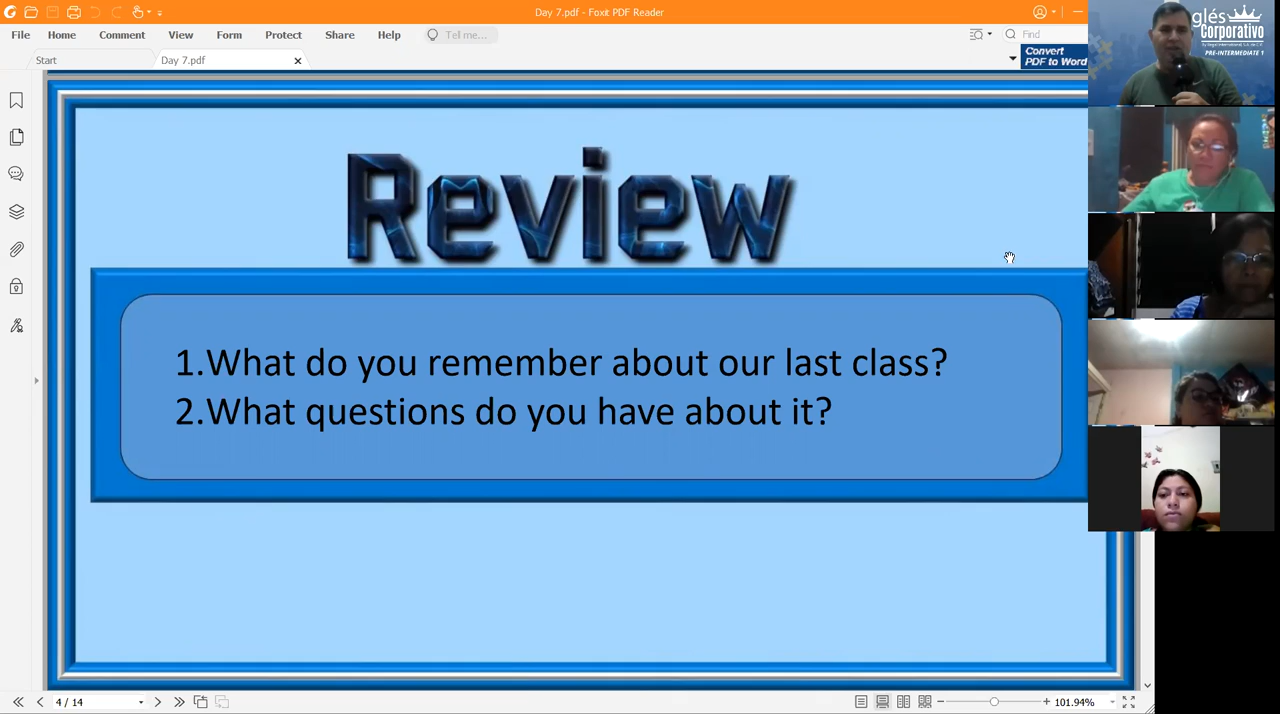 Day 7.pdf - Foxit PDF Reader
File Home Comment View Form Protect Share Help Tell me... Find
Start Day 7.pdf
Convert
PDF to Word
glés
Corporativo
PRE-INTERMEDIATE 1
Review
1.What do you remember about our last class?
2.What questions do you have about it?
4 / 14
101.94%